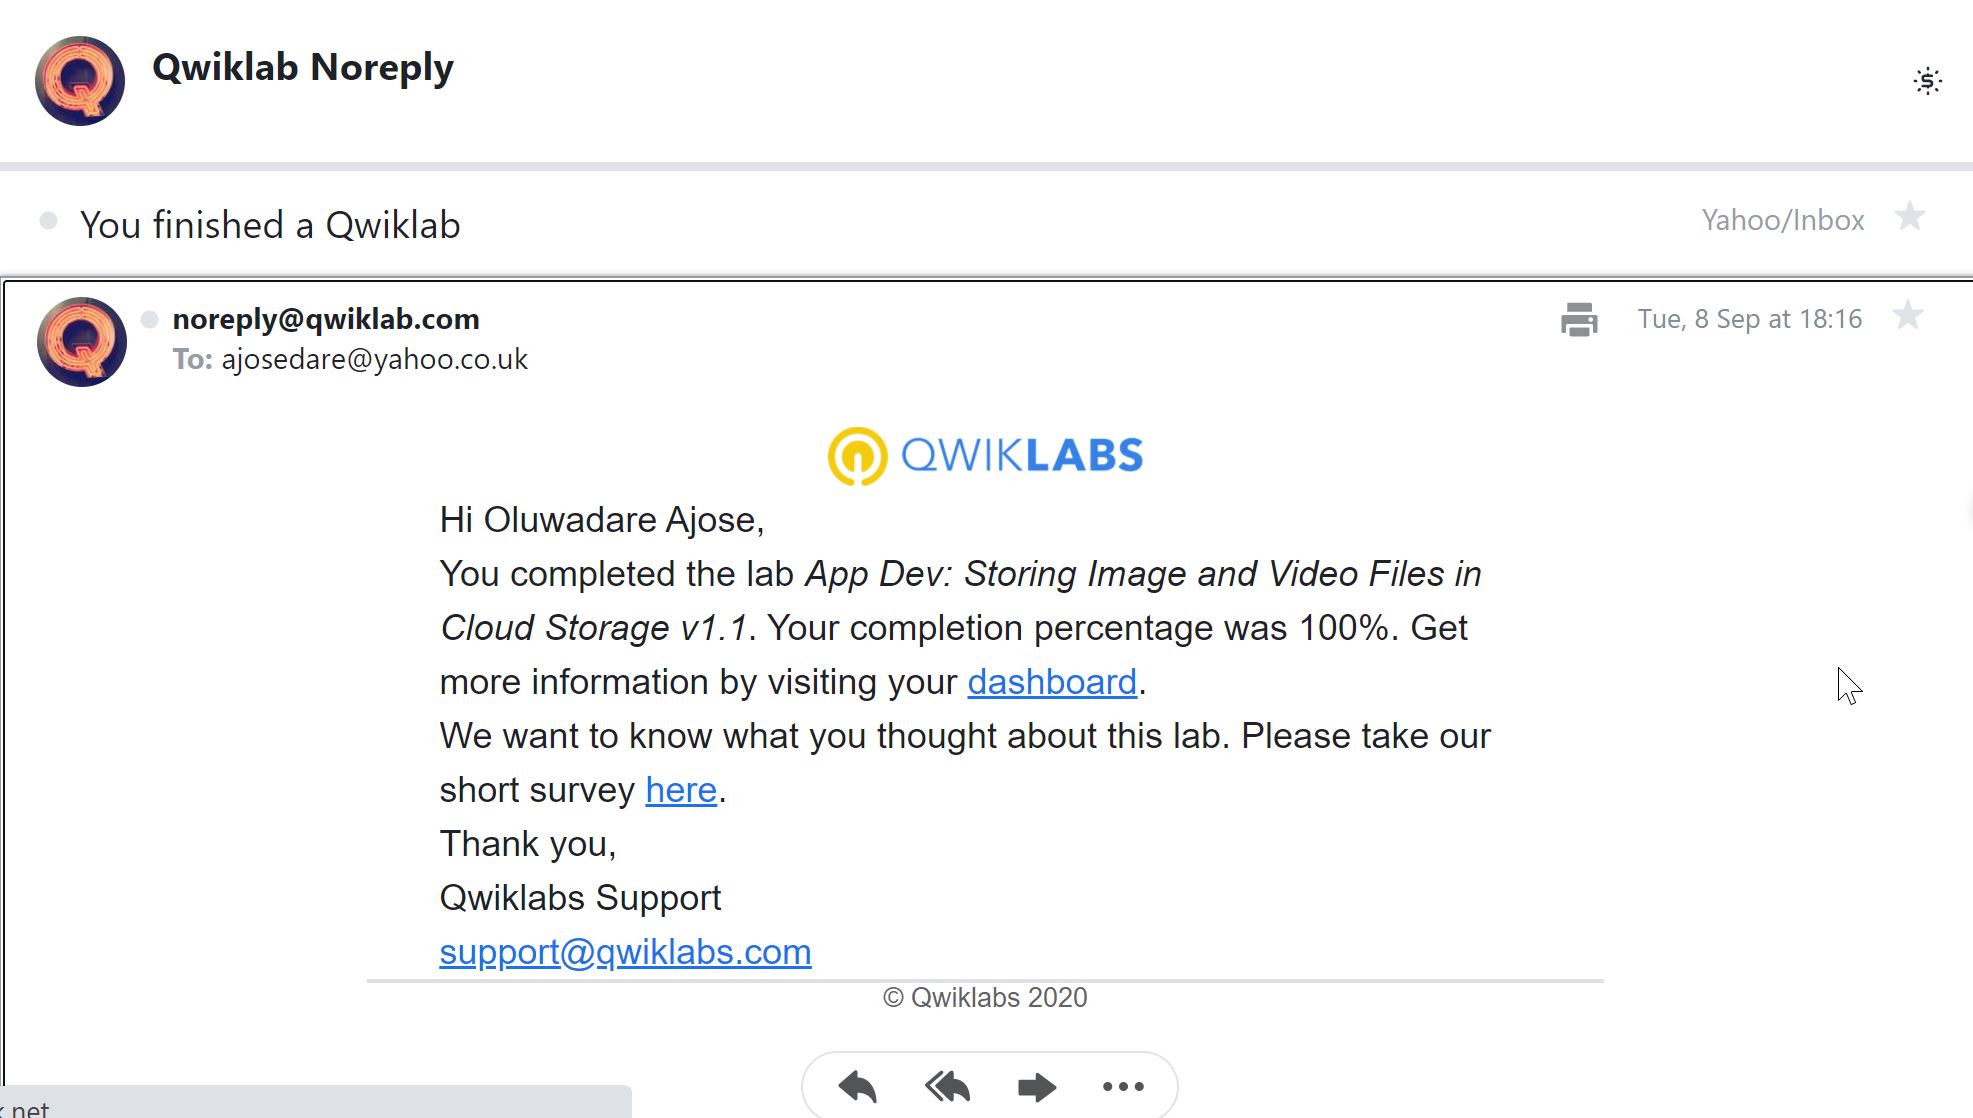 Qwiklab Noreply
You finished a Qwiklab
Yahoo/Inbox
noreply@qwiklab.com
Tue, 8 Sep at 18:16
To: ajosedare@yahoo.co.uk
QWIKLABS
Hi Oluwadare Ajose,
You completed the lab App Dev: Storing Image and Video Files in
Cloud Storage v1.1. Your completion percentage was 100%. Get
more information by visiting your dashboard.
We want to know what you thought about this lab. Please take our
short survey here.
Thank you,
Qwiklabs Support
support@qwiklabs.com
© Qwiklabs 2020
.net